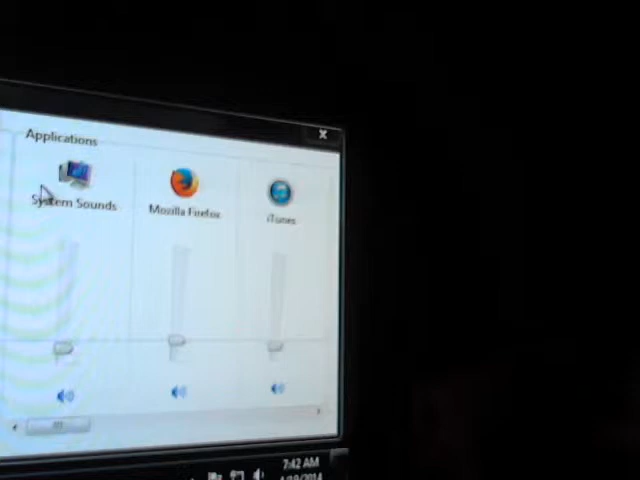 Applications
System Sounds
Mozilla Firefox
iTunes
7:42 AM